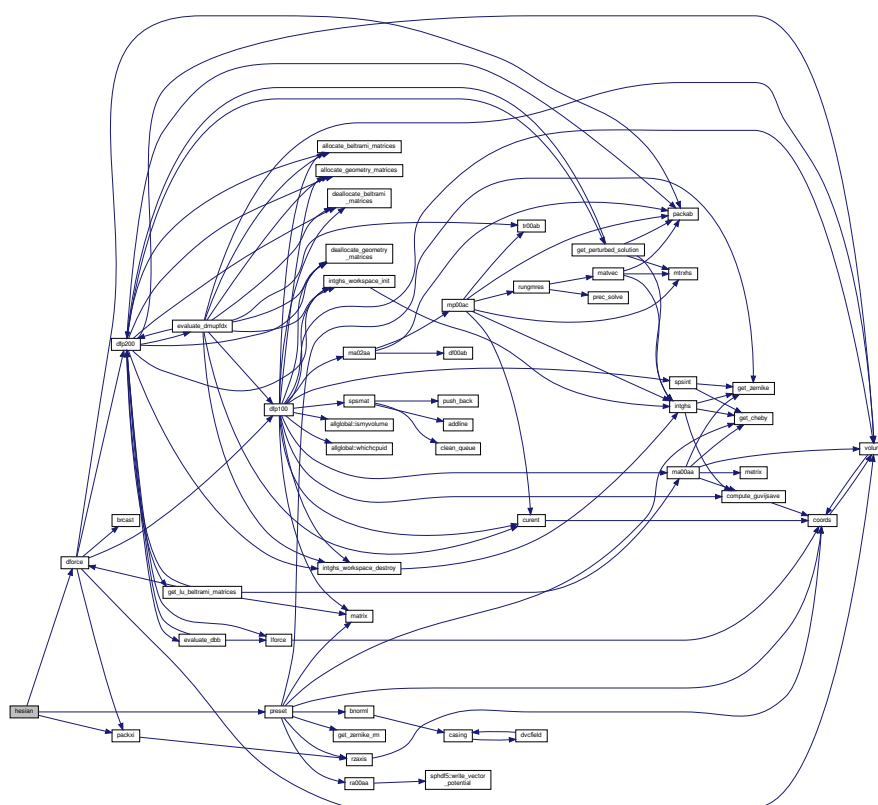 allocate_beltrami_matrices
allocate_geometry_matrices
deallocate_beltrami
_matrices
packab
tr00ab
deallocate_geometry
_matrices
get_perturbed_solution
mtrxhs
matvec
intghs_workspace_init
rungmres
prec_solve
mp00ac
evaluate_dmupfdx
dfp200
ma02aa
df00ab
spsint
get_zernike
spsmat
push_back
intghs
dfp100
get_cheby
allglobal::ismyvolume
addline
allglobal::whichcpuid
clean_queue
volum
ma00aa
metrix
compute_guvijsave
brcast
curent
coords
dforce
intghs_workspace_destroy
get_lu_beltrami_matrices
matrix
evaluate_dbb
lforce
hesian
preset
bnorml
packxi
get_zernike_rm
casing
dvcfield
rzaxis
ra00aa
sphdf5::write_vector
_potential